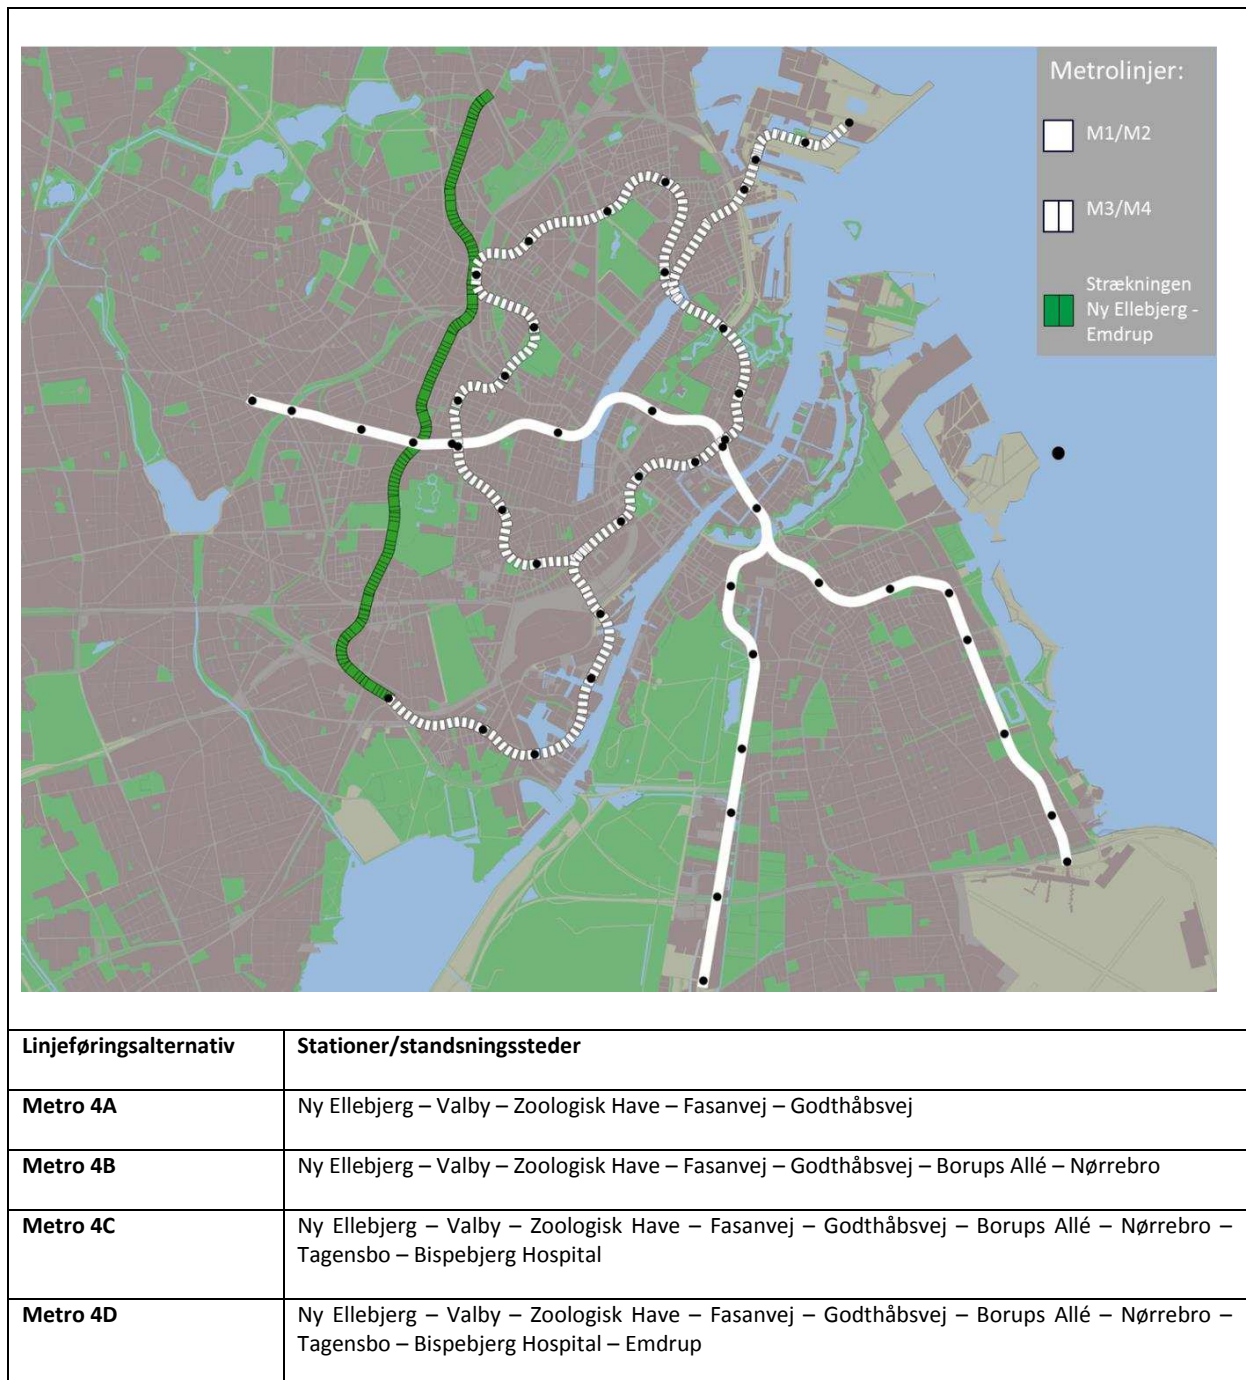 Metrolinjer:
M1/M2
M3/M4
Strækningen
Ny Ellebjerg -
Emdrup
Linjeføringsalternativ Stationer/standsningssteder
Metro 4A Ny Ellebjerg – Valby – Zoologisk Have – Fasanvej – Godthåbsvej
Metro 4B Ny Ellebjerg – Valby – Zoologisk Have – Fasanvej – Godthåbsvej – Borups Allé – Nørrebro
Metro 4C Ny Ellebjerg – Valby – Zoologisk Have – Fasanvej – Godthåbsvej – Borups Allé – Nørrebro –
Tagensbo – Bispebjerg Hospital
Metro 4D Ny Ellebjerg – Valby – Zoologisk Have – Fasanvej – Godthåbsvej – Borups Allé – Nørrebro –
Tagensbo – Bispebjerg Hospital – Emdrup